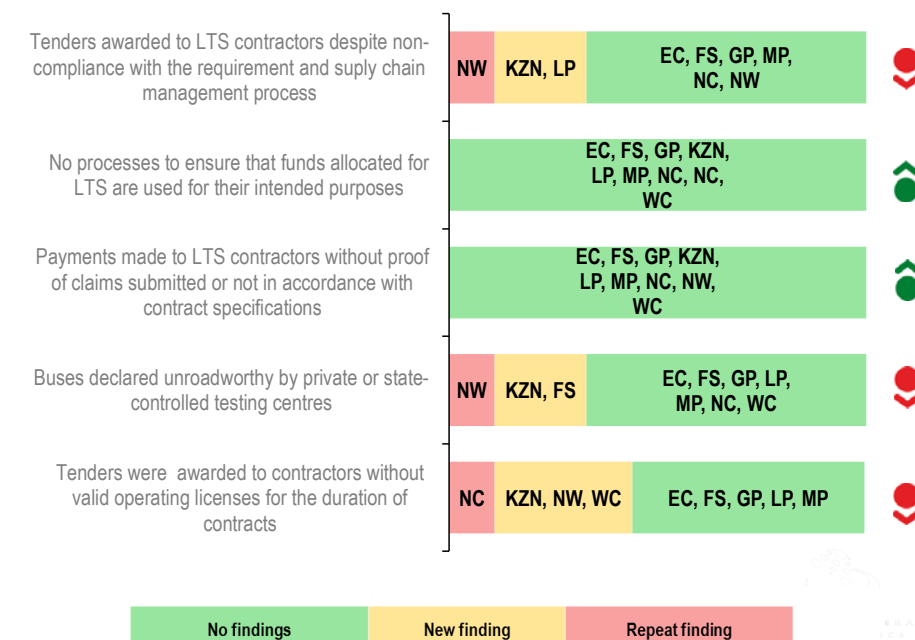 Tenders awarded to LTS contractors despite non-
compliance with the requirement and suply chain
management process
NW
KZN, LP
EC, FS, GP, MP,
NC, NW
No processes to ensure that funds allocated for
LTS are used for their intended purposes
EC, FS, GP, KZN,
LP, MP, NC, NC,
WC
Payments made to LTS contractors without proof
of claims submitted or not in accordance with
contract specifications
EC, FS, GP, KZN,
LP, MP, NC, NW,
WC
Buses declared unroadworthy by private or state-
controlled testing centres
NW
KZN, FS
EC, FS, GP, LP,
MP, NC, WC
Tenders were awarded to contractors without
valid operating licenses for the duration of
contracts
NC
KZN, NW, WC
EC, FS, GP, LP, MP
No findings
New finding
Repeat finding